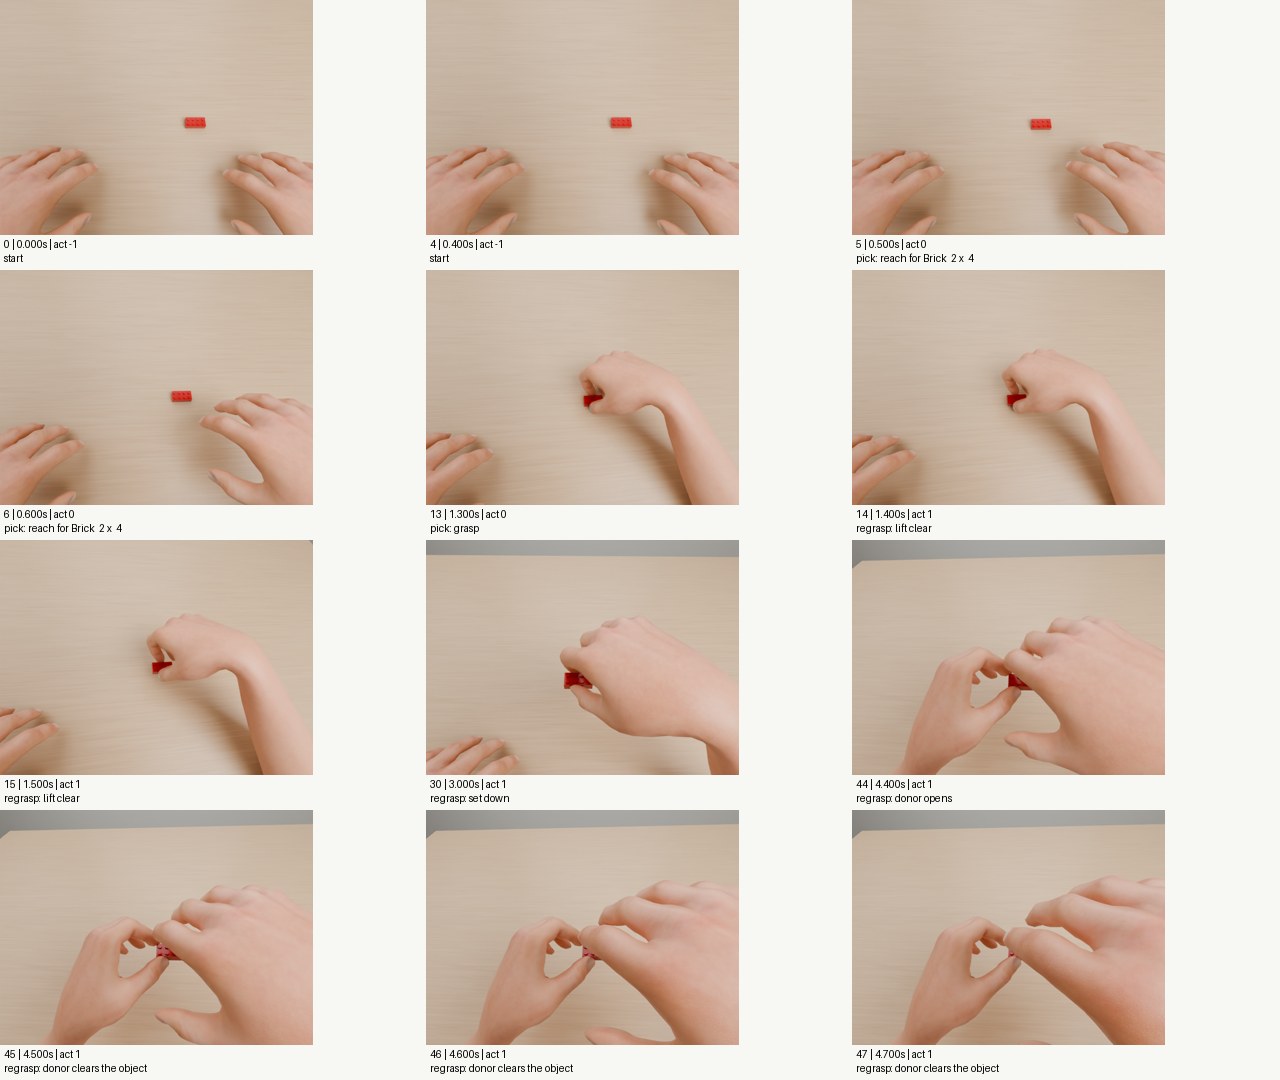 0 | 0.000s | act -1
start
4 | 0.400s | act -1
start
5 | 0.500s | act 0
pick: reach for Brick  2 x  4
6 | 0.600s | act 0
pick: reach for Brick  2 x  4
13 | 1.300s | act 0
pick: grasp
14 | 1.400s | act 1
regrasp: lift clear
15 | 1.500s | act 1
regrasp: lift clear
30 | 3.000s | act 1
regrasp: set down
44 | 4.400s | act 1
regrasp: donor opens
45 | 4.500s | act 1
regrasp: donor clears the object
46 | 4.600s | act 1
regrasp: donor clears the object
47 | 4.700s | act 1
regrasp: donor clears the object